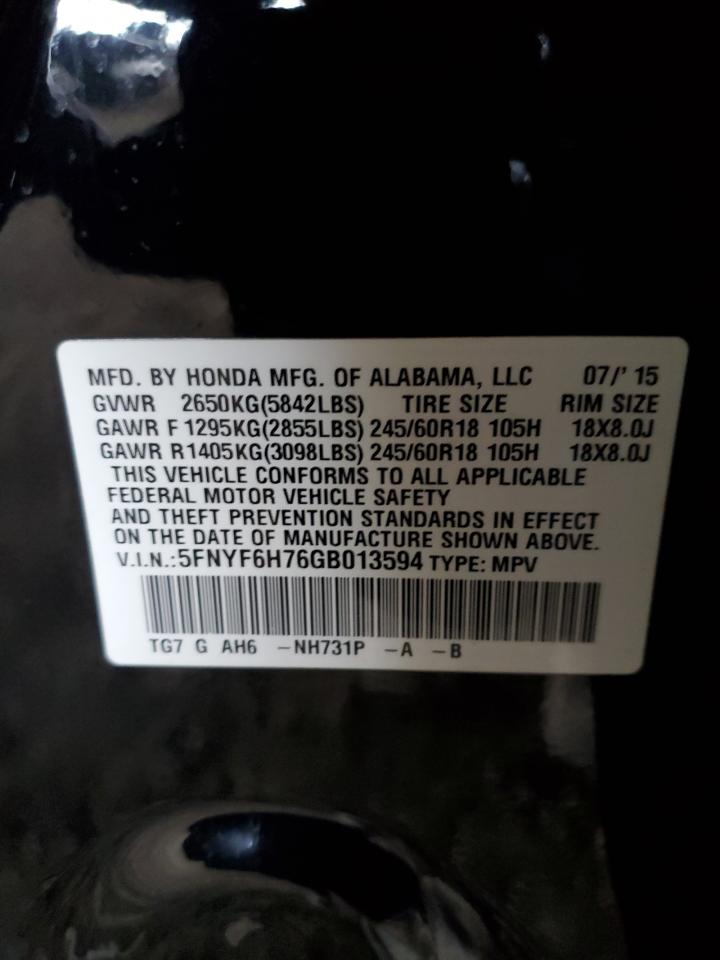 MFD. BY HONDA MFG. OF ALABAMA, LLC 07/' 15
GVWR 2650KG(5842LBS) TIRE SIZE RIM SIZE
GAWR F 1295KG(2855LBS) 245/60R18 105H 18X8.0J
GAWR R1405KG(3098LBS) 245/60R18 105H 18X8.0J
THIS VEHICLE CONFORMS TO ALL APPLICABLE
FEDERAL MOTOR VEHICLE SAFETY
AND THEFT PREVENTION STANDARDS IN EFFECT
ON THE DATE OF MANUFACTURE SHOWN ABOVE.
V.I.N.:5FNYF6H76GB013594 TYPE: MPV
TG7 G AH6 -NH731P -A -B